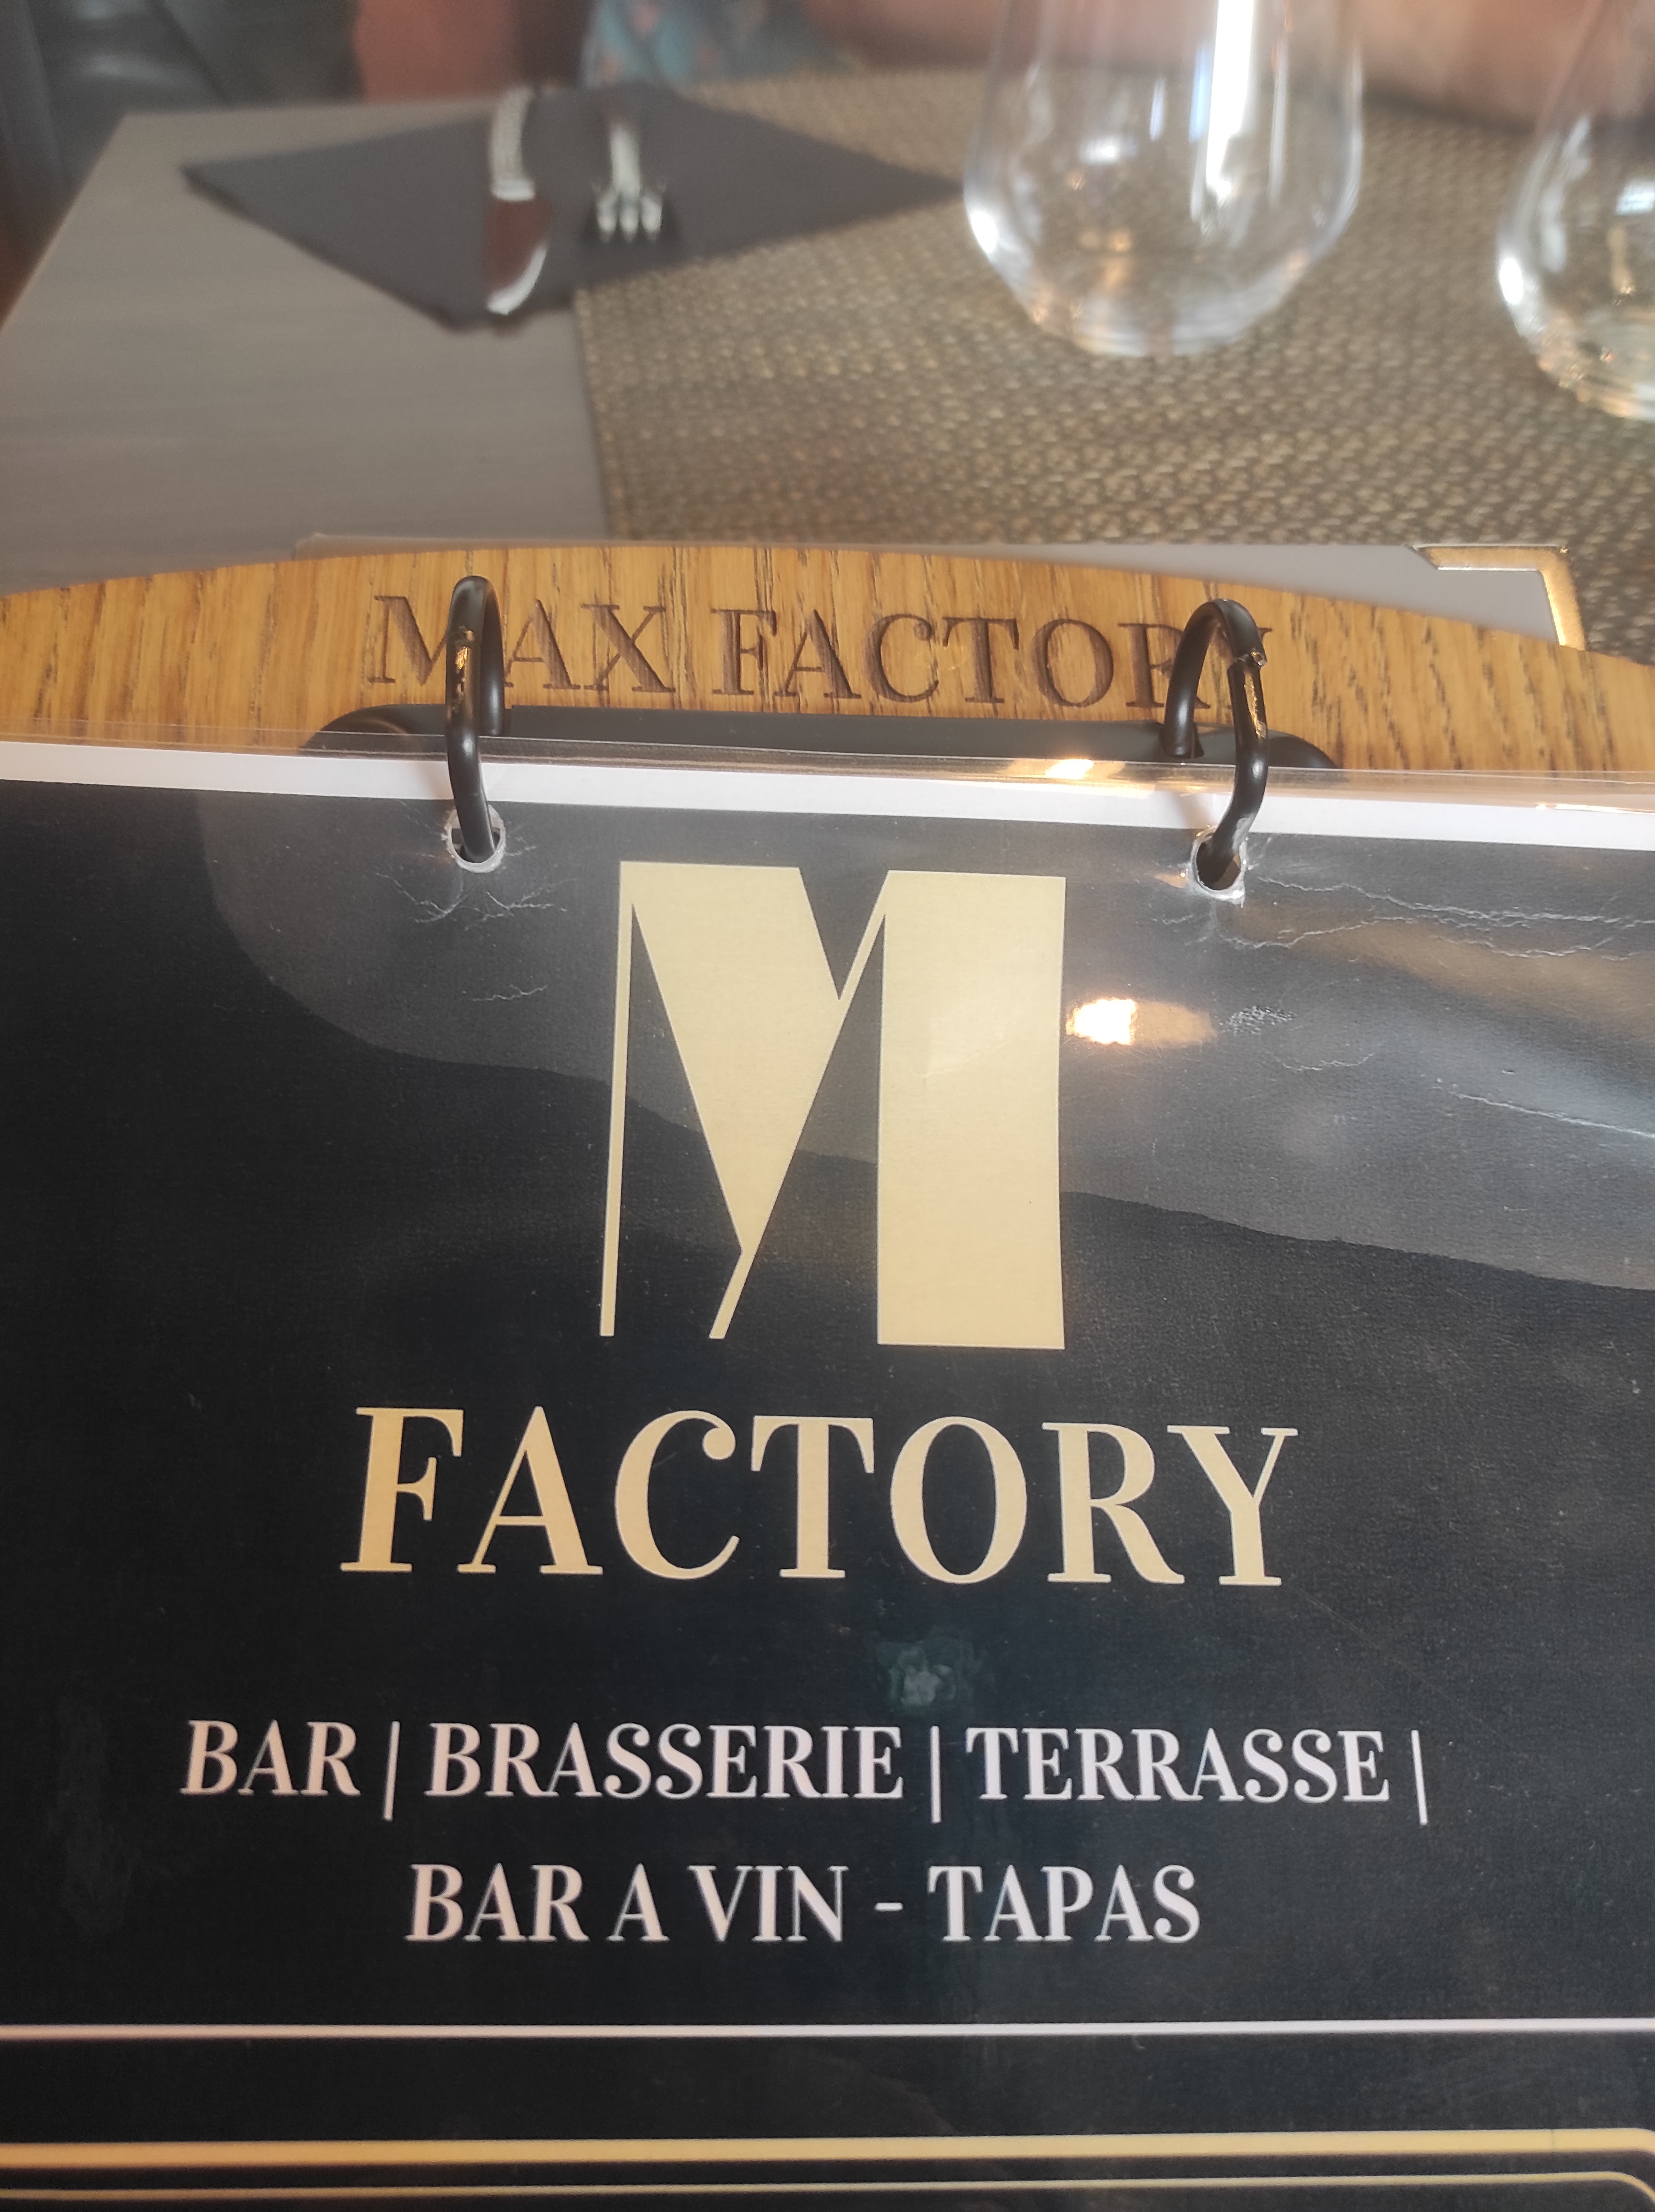 MAX FACTORY
M
FACTORY
BAR | BRASSERIE | TERRASSE |
BAR A VIN - TAPAS